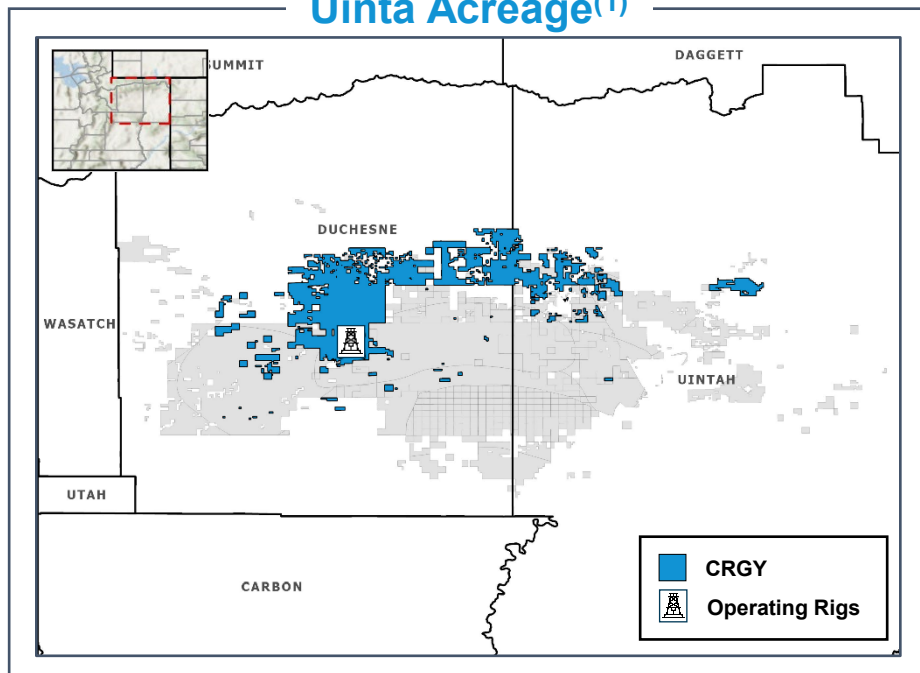 Uinta Acreage(1)
SUMMIT
DAGGETT
DUCHESNE
WASATCH
UINTAH
UTAH
CARBON
CRGY
Operating Rigs